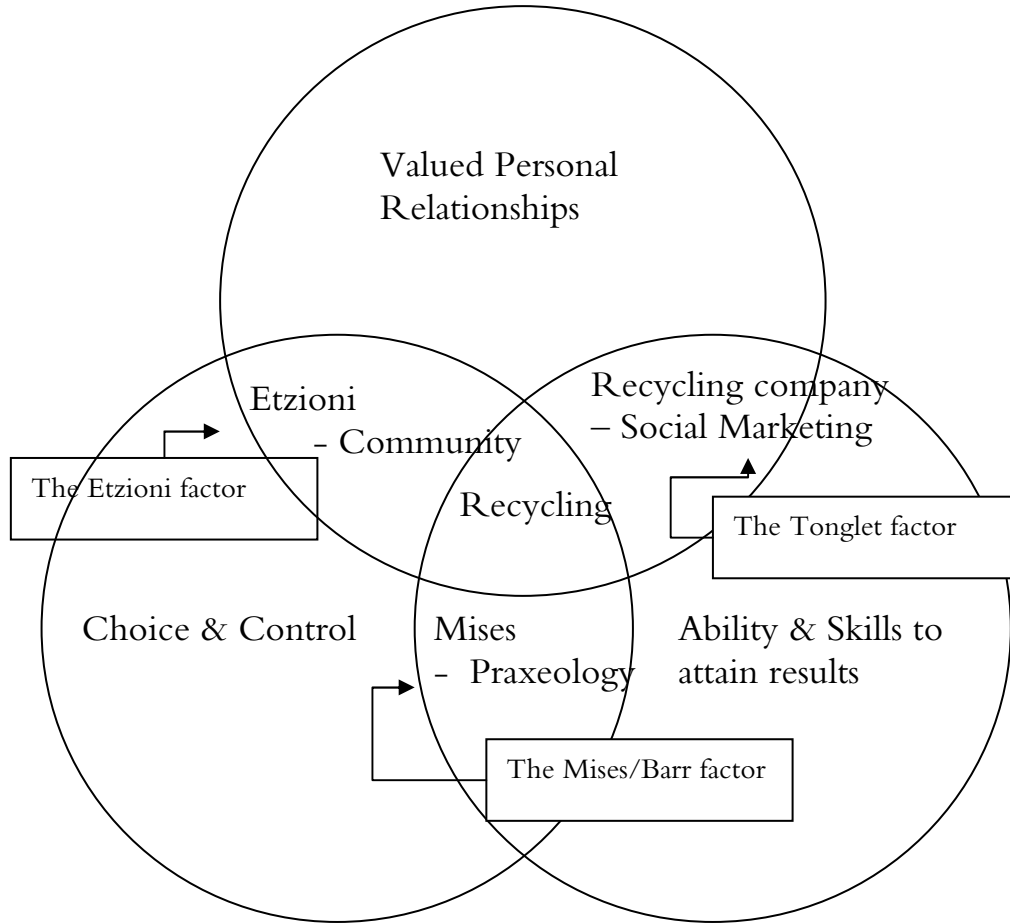 Valued Personal
Relationships
Etzioni
- Community
Recycling company
– Social Marketing
The Etzioni factor
Recycling
The Tonglet factor
Choice & Control
Mises
- Praxeology
Ability & Skills to
attain results
The Mises/Barr factor